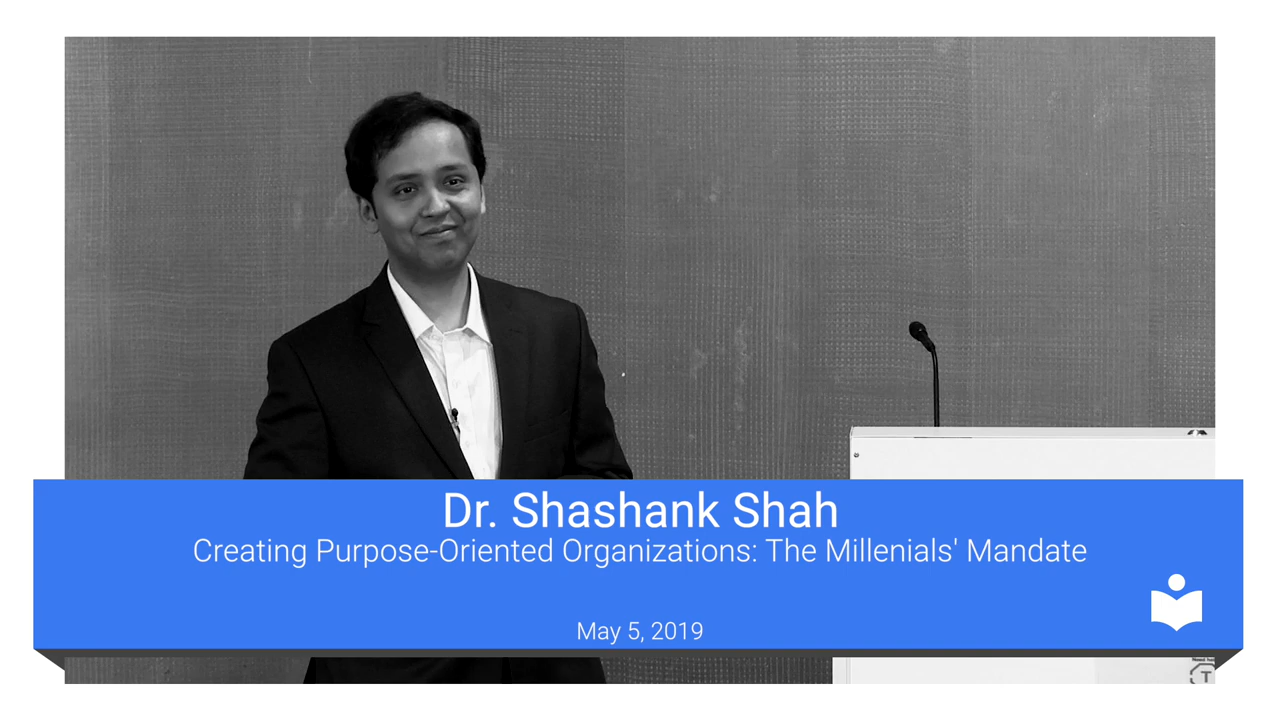 Dr. Shashank Shah
Creating Purpose-Oriented Organizations: The Millenials' Mandate
May 5, 2019
T